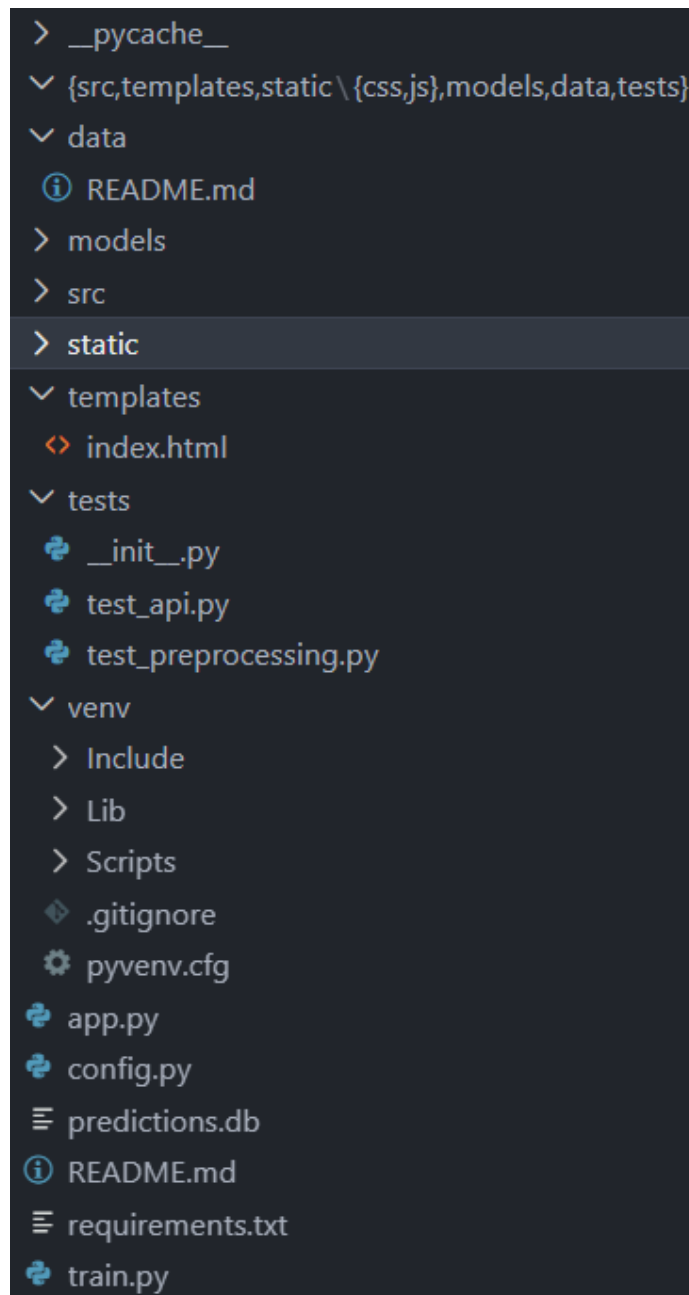 __pycache__
{src,templates,static\{css,js},models,data,tests}
data
README.md
models
src
static
templates
index.html
tests
__init__.py
test_api.py
test_preprocessing.py
venv
Include
Lib
Scripts
.gitignore
pyvenv.cfg
app.py
config.py
predictions.db
README.md
requirements.txt
train.py